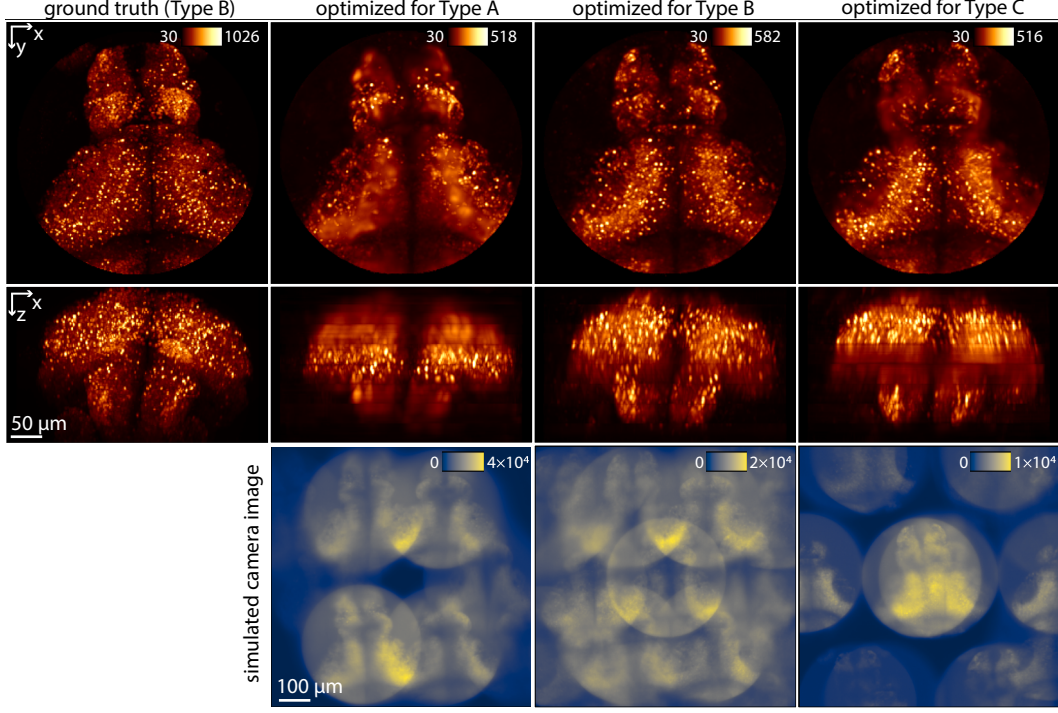 ground truth (Type B)
optimized for Type A
optimized for Type B
optimized for Type C
x
y
30
1026
30
518
30
582
30
516
x
z
50 μm
simulated camera image
0
4×10⁴
0
2×10⁴
0
1×10⁴
100 μm